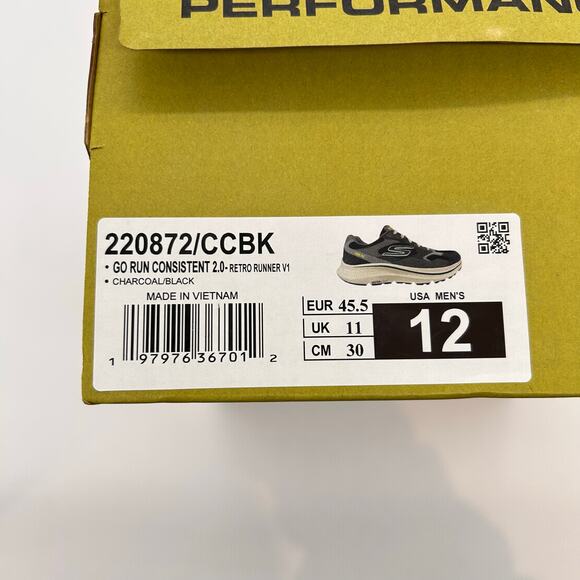 PERFORMANC
220872/CCBK
• GO RUN CONSISTENT 2.0- RETRO RUNNER V1
• CHARCOAL/BLACK
MADE IN VIETNAM
1 97976 36701 2
EUR 45.5
UK 11
CM 30
USA MEN'S
12